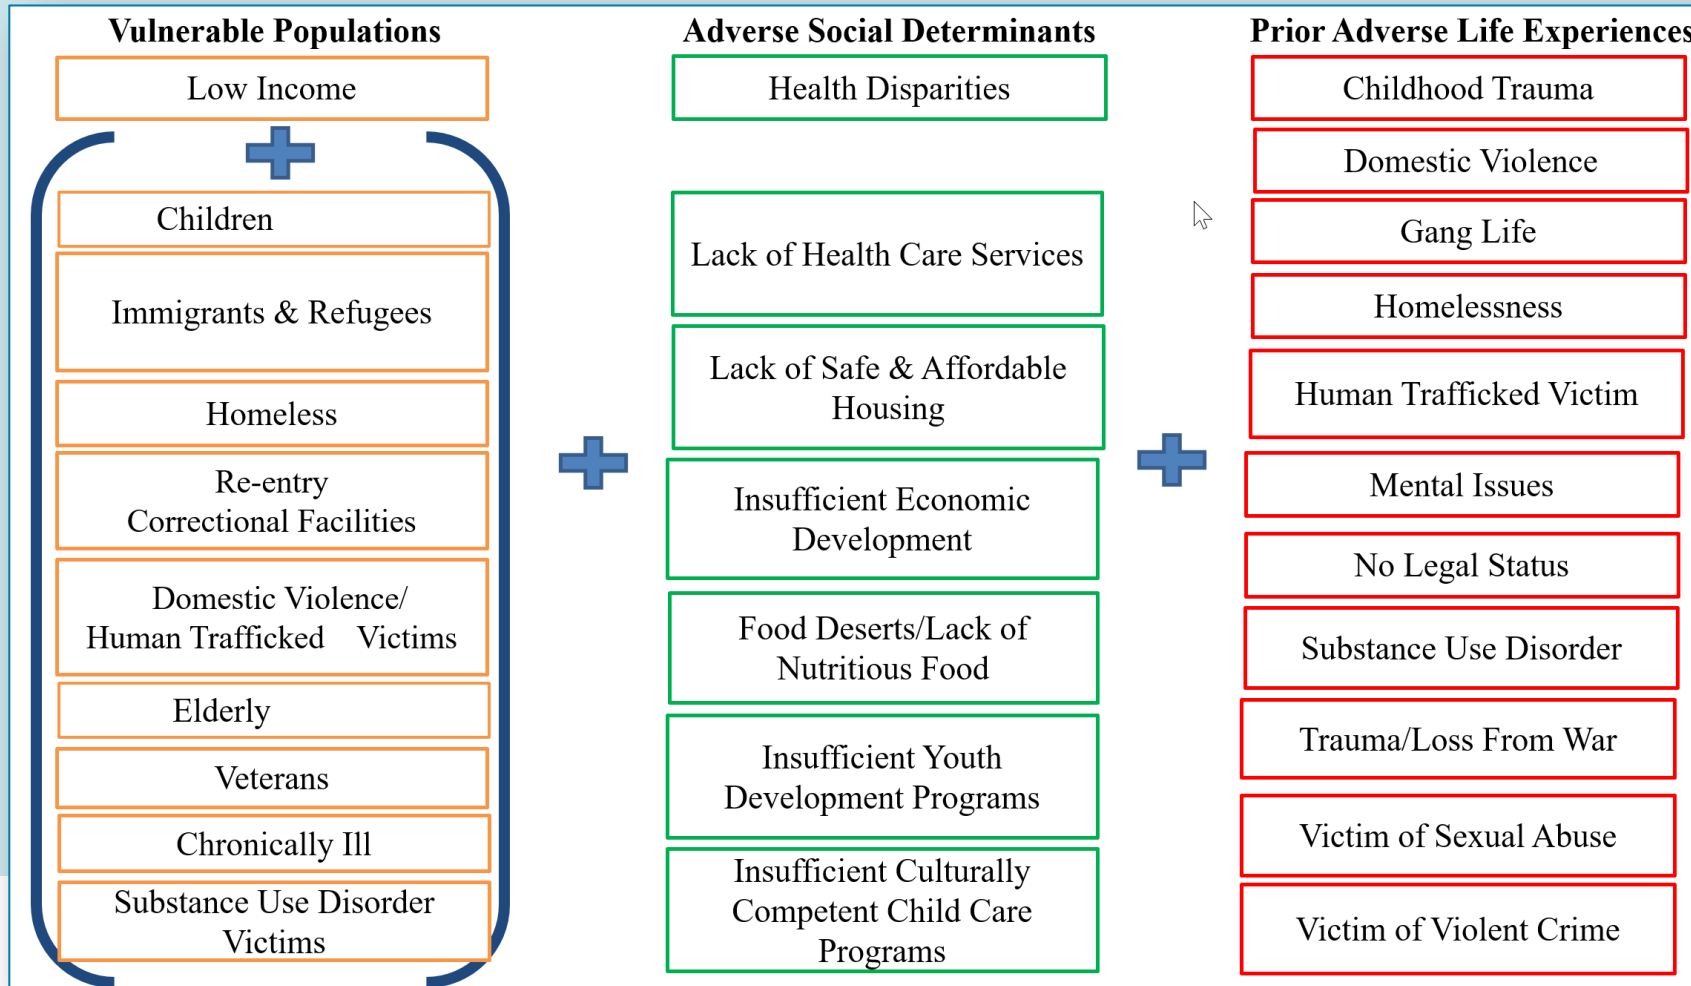 Vulnerable Populations
Low Income
Children
Immigrants & Refugees
Homeless
Re-entry
Correctional Facilities
Domestic Violence/
Human Trafficked Victims
Elderly
Veterans
Chronically Ill
Substance Use Disorder
Victims
Adverse Social Determinants
Health Disparities
Lack of Health Care Services
Lack of Safe & Affordable
Housing
Insufficient Economic
Development
Food Deserts/Lack of
Nutritious Food
Insufficient Youth
Development Programs
Insufficient Culturally
Competent Child Care
Programs
Prior Adverse Life Experiences
Childhood Trauma
Domestic Violence
Gang Life
Homelessness
Human Trafficked Victim
Mental Issues
No Legal Status
Substance Use Disorder
Trauma/Loss From War
Victim of Sexual Abuse
Victim of Violent Crime